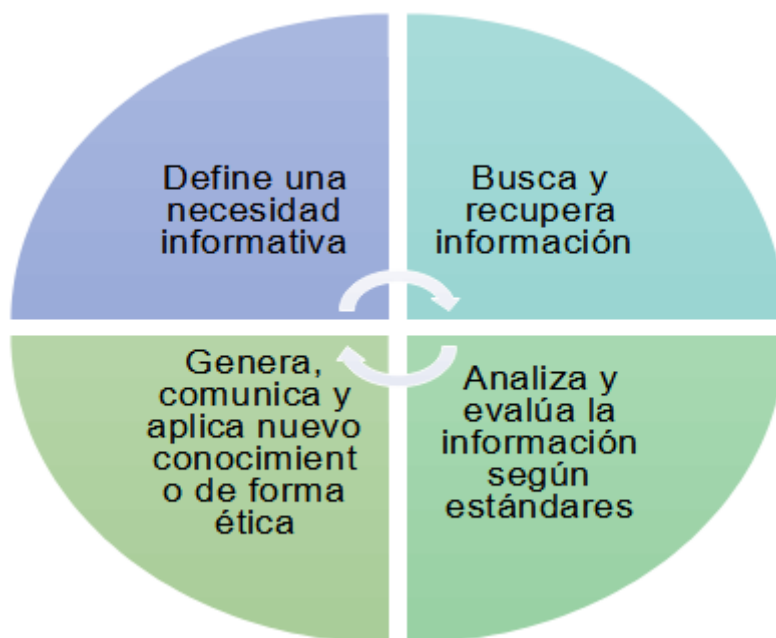 Define una
necesidad
informativa
Busca y
recupera
información
Genera,
comunica y
aplica nuevo
conocimient
o de forma
ética
Analiza y
evalúa la
información
según
estándares